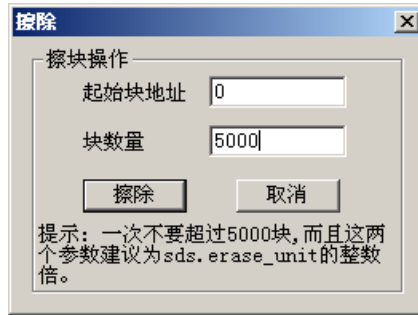 擦除
擦块操作
起始块地址 0
块数量 5000
擦除 取消
提示：一次不要超过5000块,而且这两
个参数建议为sds.erase_unit的整数
倍。